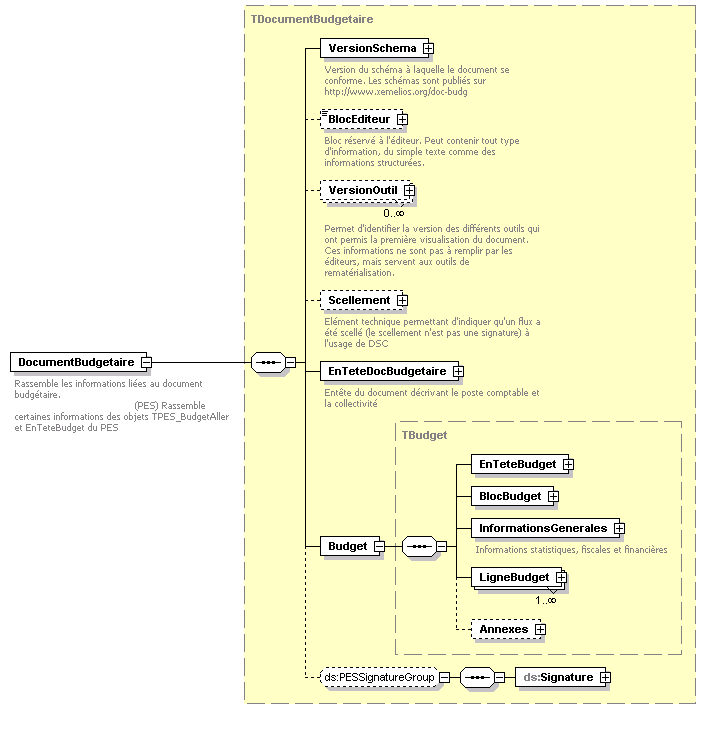 TDocumentBudgetaire
VersionSchema
Version du schéma à laquelle le document se
conforme. Les schémas sont publiés sur
http://www.xemelios.org/doc-budg
BlocEditeur
Bloc réservé à l'éditeur. Peut contenir tout type
d'information, du simple texte comme des
informations structurées.
VersionOutil
0..∞
Permet d'identifier la version des différents outils qui
ont permis la première visualisation du document.
Ces informations ne sont pas à remplir par les
éditeurs, mais servent aux outils de
rematérialisation.
Scellement
Elément technique permettant d'indiquer qu'un flux a
été scellé (le scellement n'est pas une signature) à
l'usage de DSC
DocumentBudgetaire
Rassemble les informations liées au document
budgétaire.
(PES) Rassemble
certaines informations des objets TPES_BudgetAller
et EnTeteBudget du PES
EnTeteDocBudgetaire
Entête du document décrivant le poste comptable et
la collectivité
TBudget
EnTeteBudget
BlocBudget
InformationsGenerales
Informations statistiques, fiscales et financières
Budget
LigneBudget
1..∞
Annexes
ds:PESSignatureGroup
ds:Signature